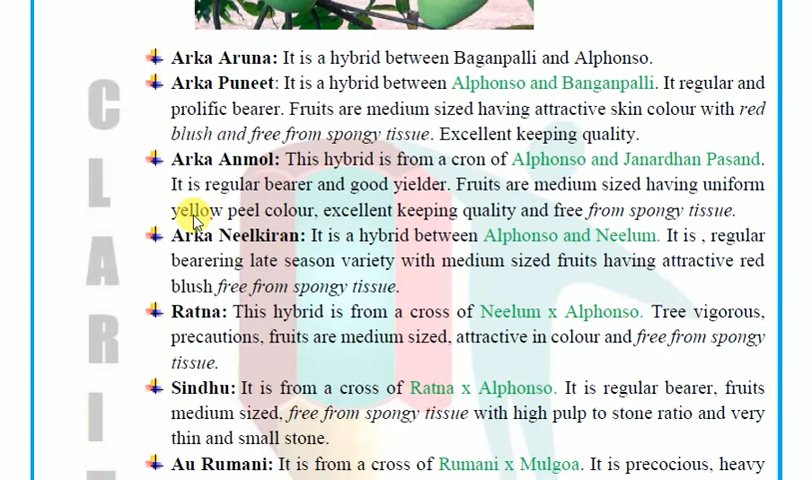 Arka Aruna: It is a hybrid between Baganpalli and Alphonso.
Arka Puneet: It is a hybrid between Alphonso and Banganpalli. It regular and
prolific bearer. Fruits are medium sized having attractive skin colour with red
blush and free from spongy tissue. Excellent keeping quality.
Arka Anmol: This hybrid is from a cron of Alphonso and Janardhan Pasand.
It is regular bearer and good yielder. Fruits are medium sized having uniform
yellow peel colour, excellent keeping quality and free from spongy tissue.
Arka Neelkiran: It is a hybrid between Alphonso and Neelum. It is , regular
bearering late season variety with medium sized fruits having attractive red
blush free from spongy tissue.
Ratna: This hybrid is from a cross of Neelum x Alphonso. Tree vigorous,
precautions, fruits are medium sized, attractive in colour and free from spongy
tissue.
Sindhu: It is from a cross of Ratna x Alphonso. It is regular bearer, fruits
medium sized, free from spongy tissue with high pulp to stone ratio and very
thin and small stone.
Au Rumani: It is from a cross of Rumani x Mulgoa. It is precocious, heavy
C
L
A
R
I